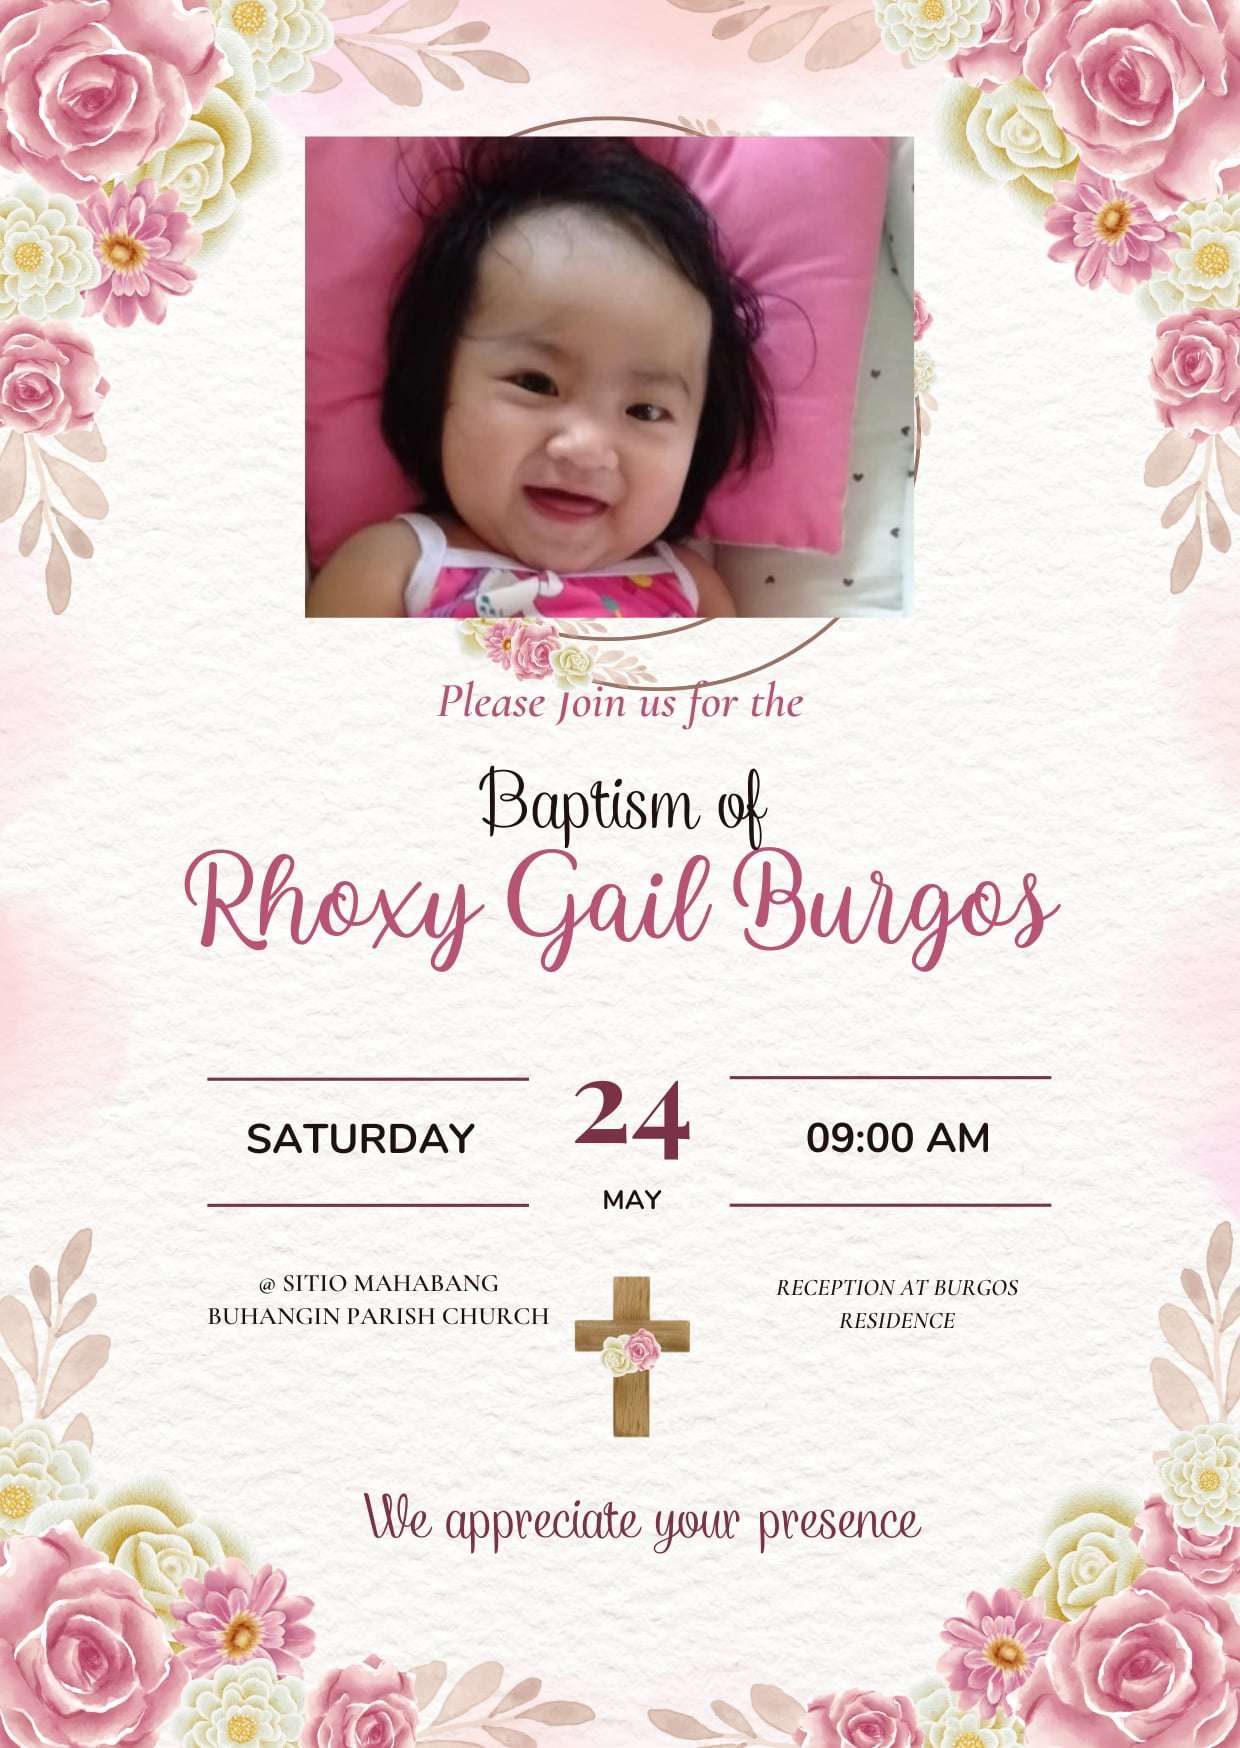 Please Join us for the
Baptism of
Rhoxy Gail Burgos
SATURDAY
24
MAY
09:00 AM
@ SITIO MAHABANG
BUHANGIN PARISH CHURCH
RECEPTION AT BURGOS
RESIDENCE
We appreciate your presence